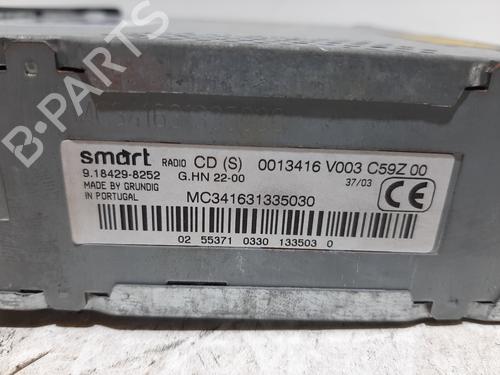 smart RADIO CD (S) 0013416 V003 C59Z 00
9.18429-8252 G.HN 22-00 37/03
MADE BY GRUNDIG
IN PORTUGAL
MC341631335030 CE
02 55371 0330 133503 0
B-PARTS